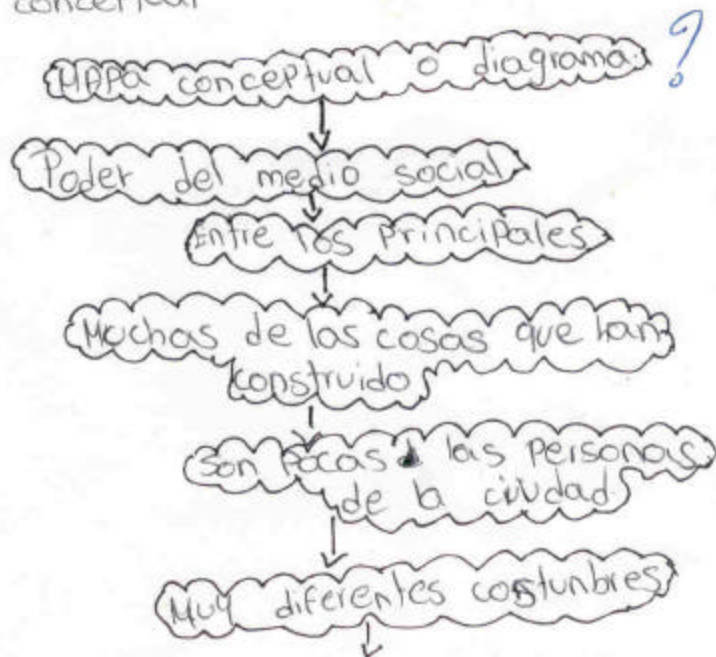 conceptual
MAPa conceptual o diagrama. ?
Poder del medio social
Entre los Principales
Muchas de las cosas que han
construido
Son Pocas las Personas
de la ciudad
Muy diferentes costunbres